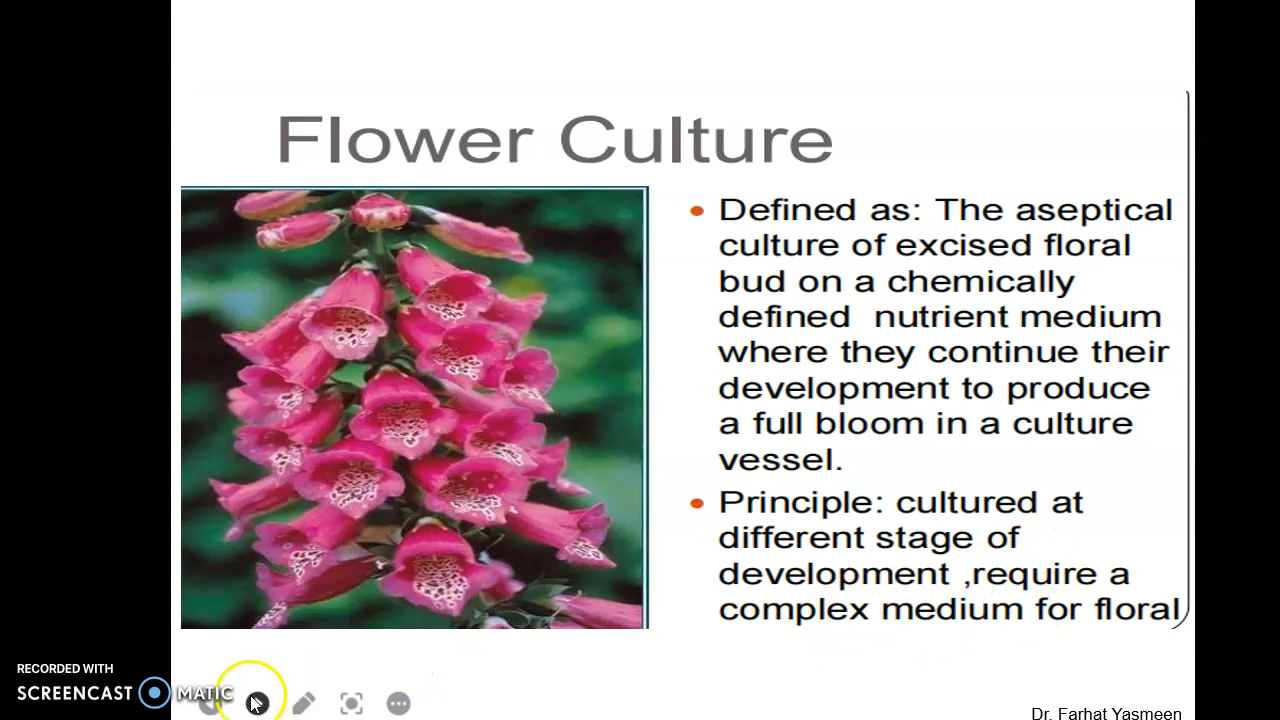 Flower Culture
• Defined as: The aseptical
culture of excised floral
bud on a chemically
defined nutrient medium
where they continue their
development to produce
a full bloom in a culture
vessel.
• Principle: cultured at
different stage of
development ,require a
complex medium for floral
RECORDED WITH
SCREENCAST MATIC
Dr. Farhat Yasmeen